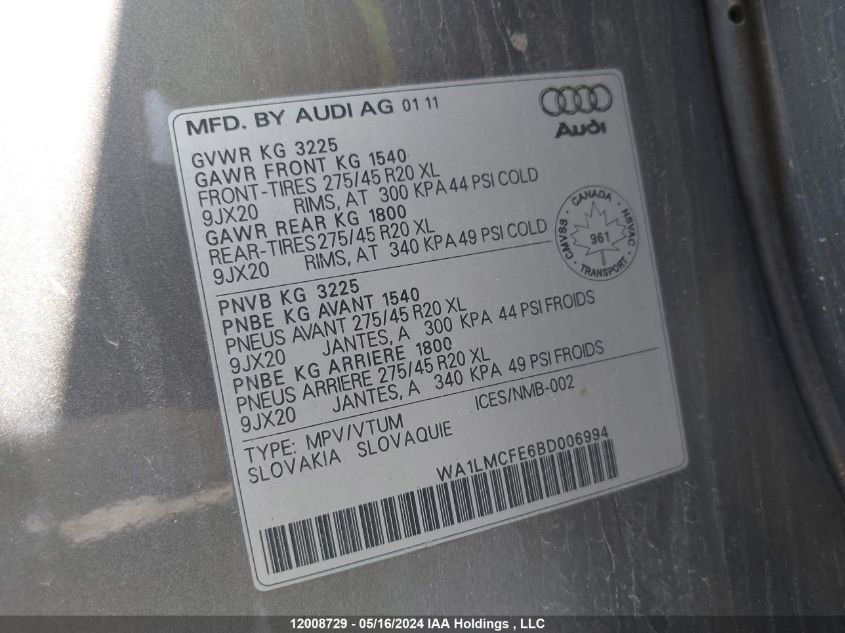 MFD. BY AUDI AG 01 11
Audi
GVWR KG 3225
GAWR FRONT KG 1540
FRONT-TIRES 275/45 R20 XL
9JX20 RIMS, AT 300 KPA 44 PSI COLD
GAWR REAR KG 1800
REAR-TIRES 275/45 R20 XL
9JX20 RIMS, AT 340 KPA 49 PSI COLD
CANADA
CMVSS
NSVAC
961
TRANSPORT
PNVB KG 3225
PNBE KG AVANT 1540
PNEUS AVANT 275/45 R20 XL
9JX20 JANTES, A 300 KPA 44 PSI FROIDS
PNBE KG ARRIERE 1800
PNEUS ARRIERE 275/45 R20 XL
9JX20 JANTES, A 340 KPA 49 PSI FROIDS
TYPE: MPV/VTUM ICES/NMB-002
SLOVAKIA SLOVAQUIE
WA1LMCFE6BD006994
12008729 - 05/16/2024 IAA Holdings , LLC